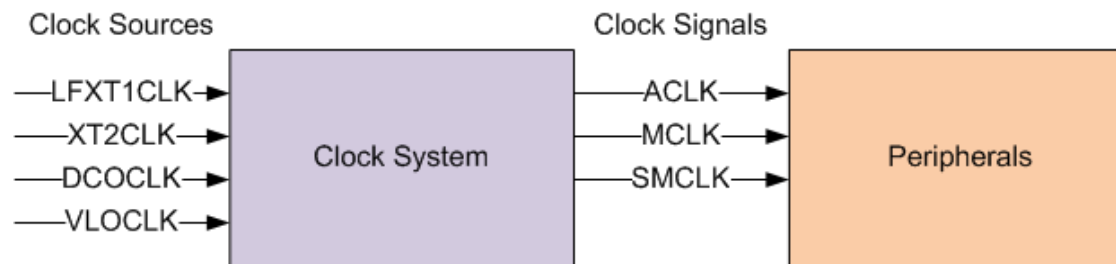 Clock Sources
Clock Signals
LFXT1CLK
XT2CLK
DCOCLK
VLOCLK
Clock System
ACLK
MCLK
SMCLK
Peripherals